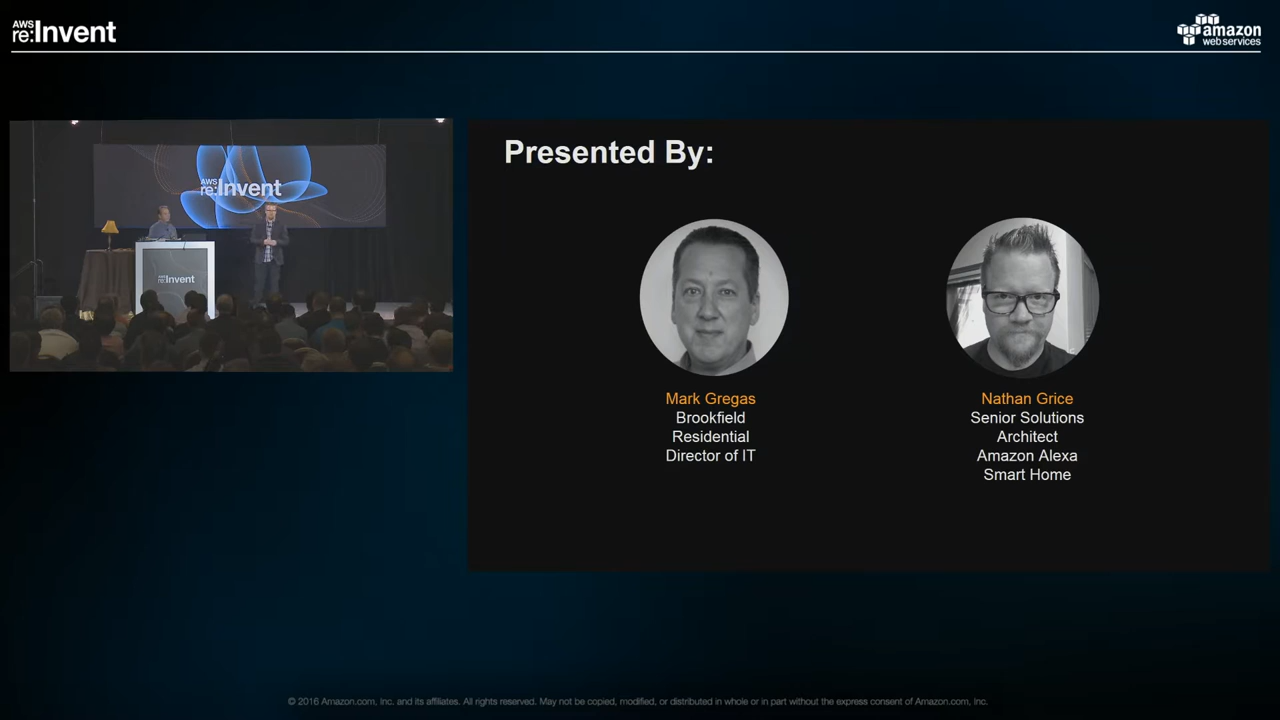 AWS
re:Invent
amazon
web services
AWS
re:Invent
AWS
re:Invent
Presented By:
Mark Gregas
Brookfield
Residential
Director of IT
Nathan Grice
Senior Solutions
Architect
Amazon Alexa
Smart Home
© 2016 Amazon.com, Inc. and its affiliates. All rights reserved. May not be copied, modified, or distributed in whole or in part without the express consent of Amazon.com, Inc.